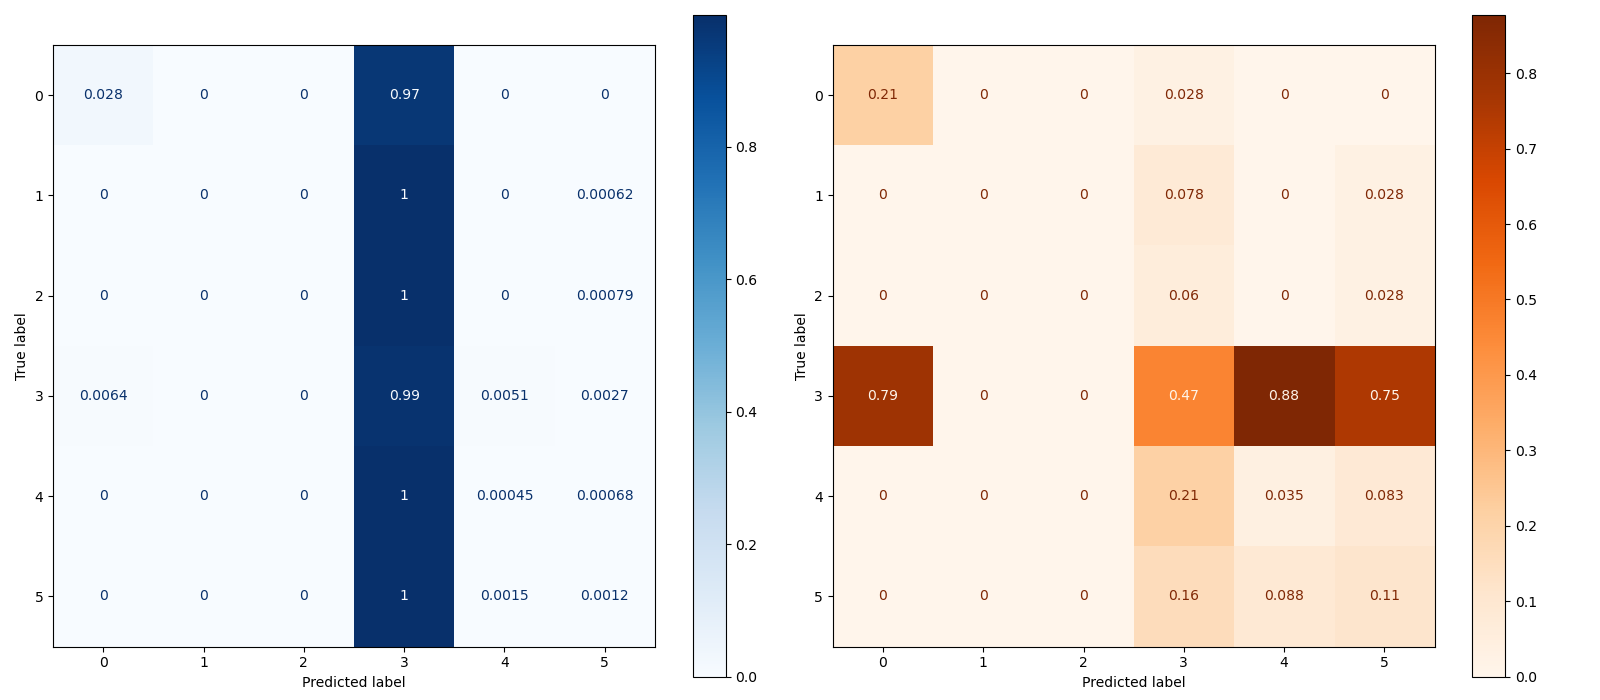 0 0.028 0 0 0.97 0 0
1 0 0 0 1 0 0.00062
2 0 0 0 1 0 0.00079
3 0.0064 0 0 0.99 0.0051 0.0027
4 0 0 0 1 0.00045 0.00068
5 0 0 0 1 0.0015 0.0012
0 1 2 3 4 5
Predicted label
True label
0.8
0.6
0.4
0.2
0.0
0 0.21 0 0 0.028 0 0
1 0 0 0 0.078 0 0.028
2 0 0 0 0.06 0 0.028
3 0.79 0 0 0.47 0.88 0.75
4 0 0 0 0.21 0.035 0.083
5 0 0 0 0.16 0.088 0.11
0 1 2 3 4 5
Predicted label
True label
0.8
0.7
0.6
0.5
0.4
0.3
0.2
0.1
0.0